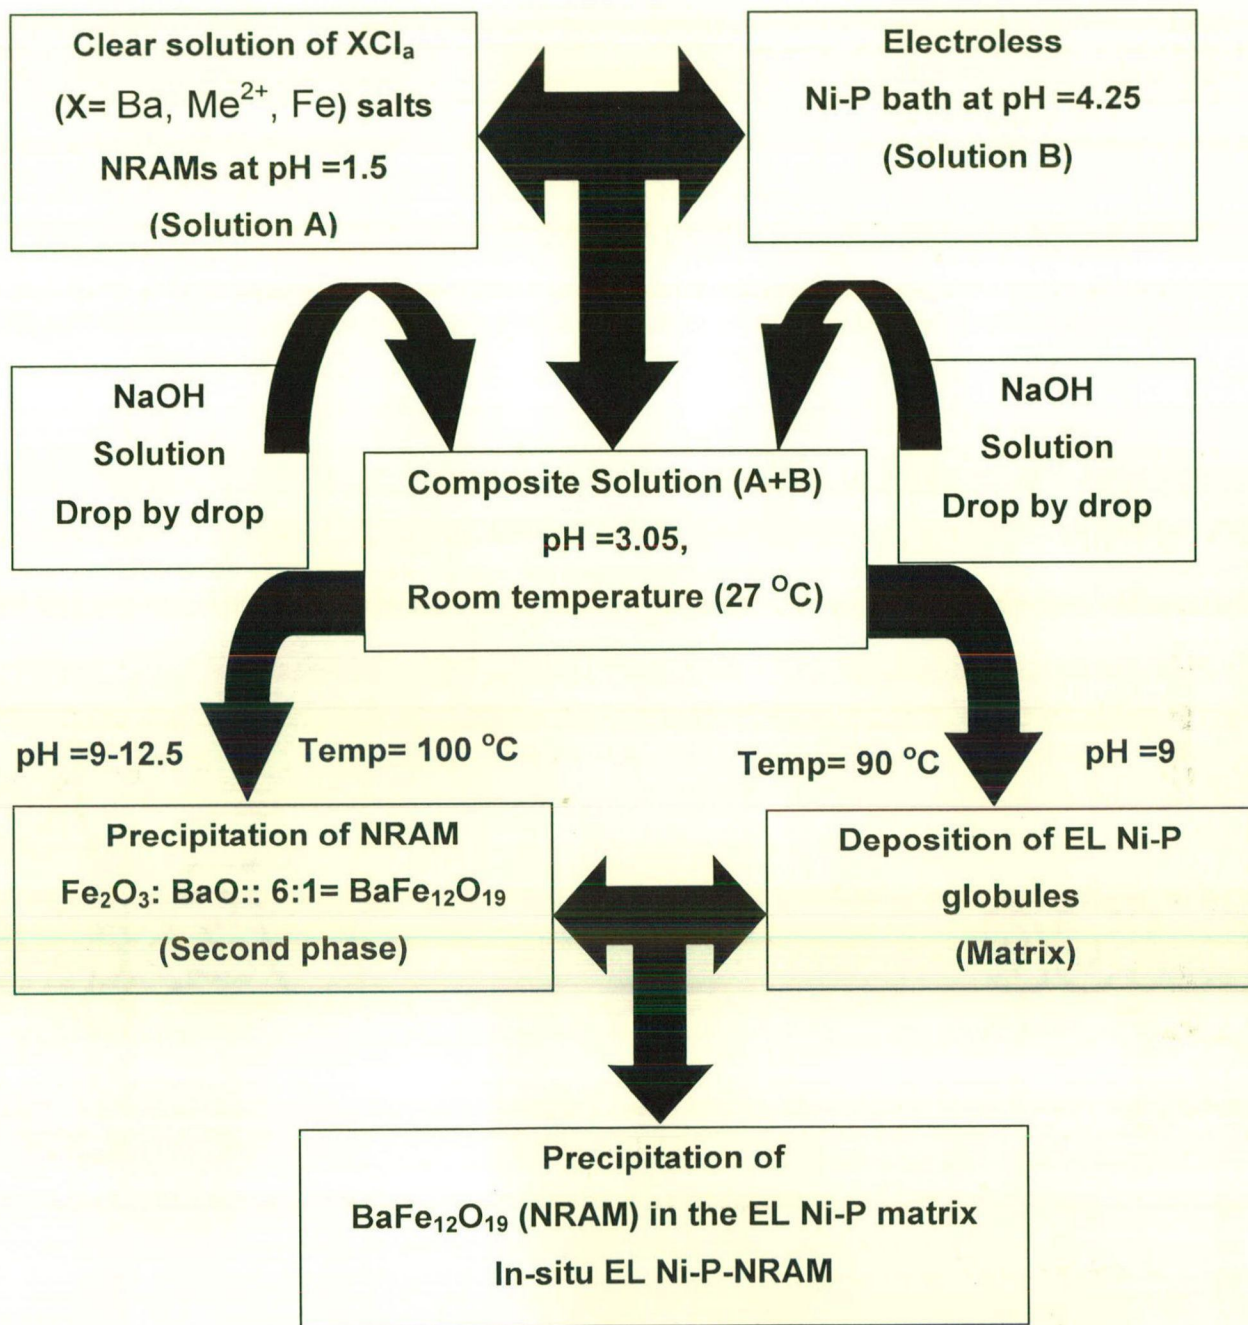 Clear solution of XClₐ
(X= Ba, Me²⁺, Fe) salts
NRAMs at pH =1.5
(Solution A)
Electroless
Ni-P bath at pH =4.25
(Solution B)
NaOH
Solution
Drop by drop
NaOH
Solution
Drop by drop
Composite Solution (A+B)
pH =3.05,
Room temperature (27 ᴼC)
pH =9-12.5
Temp= 100 ᵒC
Temp= 90 ᵒC
pH =9
Precipitation of NRAM
Fe₂O₃: BaO:: 6:1= BaFe₁₂O₁₉
(Second phase)
Deposition of EL Ni-P
globules
(Matrix)
Precipitation of
BaFe₁₂O₁₉ (NRAM) in the EL Ni-P matrix
In-situ EL Ni-P-NRAM